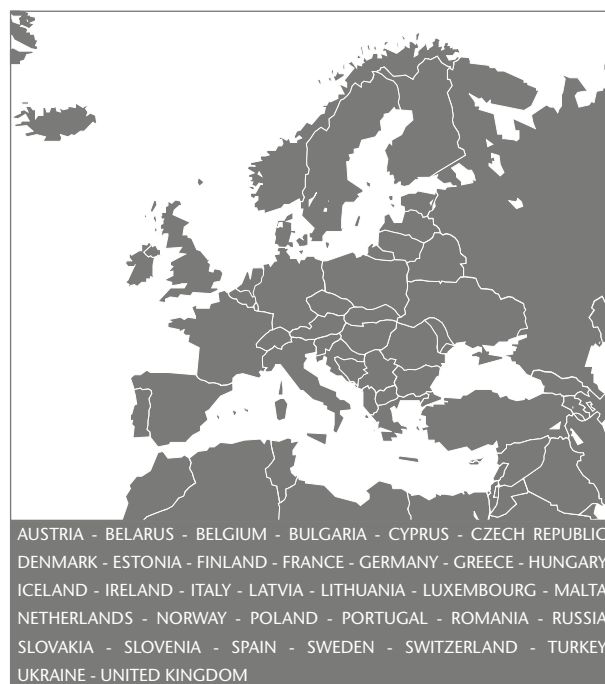 AUSTRIA - BELARUS - BELGIUM - BULGARIA - CYPRUS - CZECH REPUBLIC
DENMARK - ESTONIA - FINLAND - FRANCE - GERMANY - GREECE - HUNGARY
ICELAND - IRELAND - ITALY - LATVIA - LITHUANIA - LUXEMBOURG - MALTA
NETHERLANDS - NORWAY - POLAND - PORTUGAL - ROMANIA - RUSSIA
SLOVAKIA - SLOVENIA - SPAIN - SWEDEN - SWITZERLAND - TURKEY
UKRAINE - UNITED KINGDOM